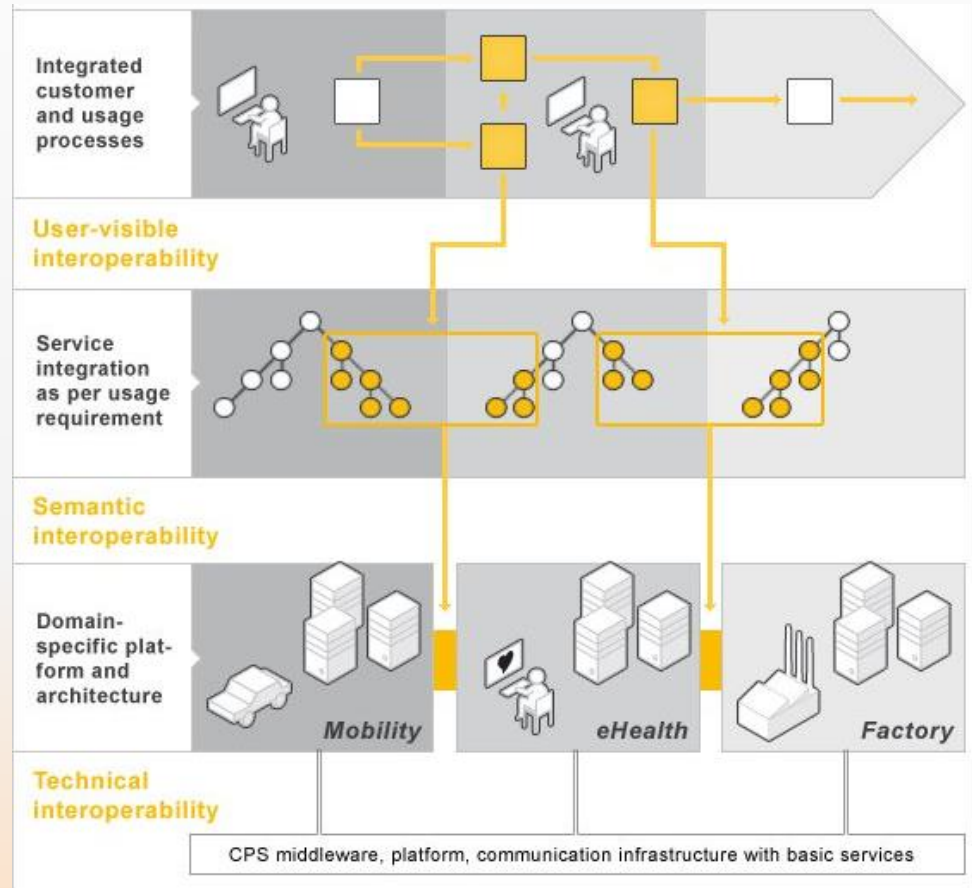 Integrated
customer
and usage
processes
User-visible
interoperability
Service
integration
as per usage
requirement
Semantic
interoperability
Domain-
specific plat-
form and
architecture
Mobility
eHealth
Factory
Technical
interoperability
CPS middleware, platform, communication infrastructure with basic services